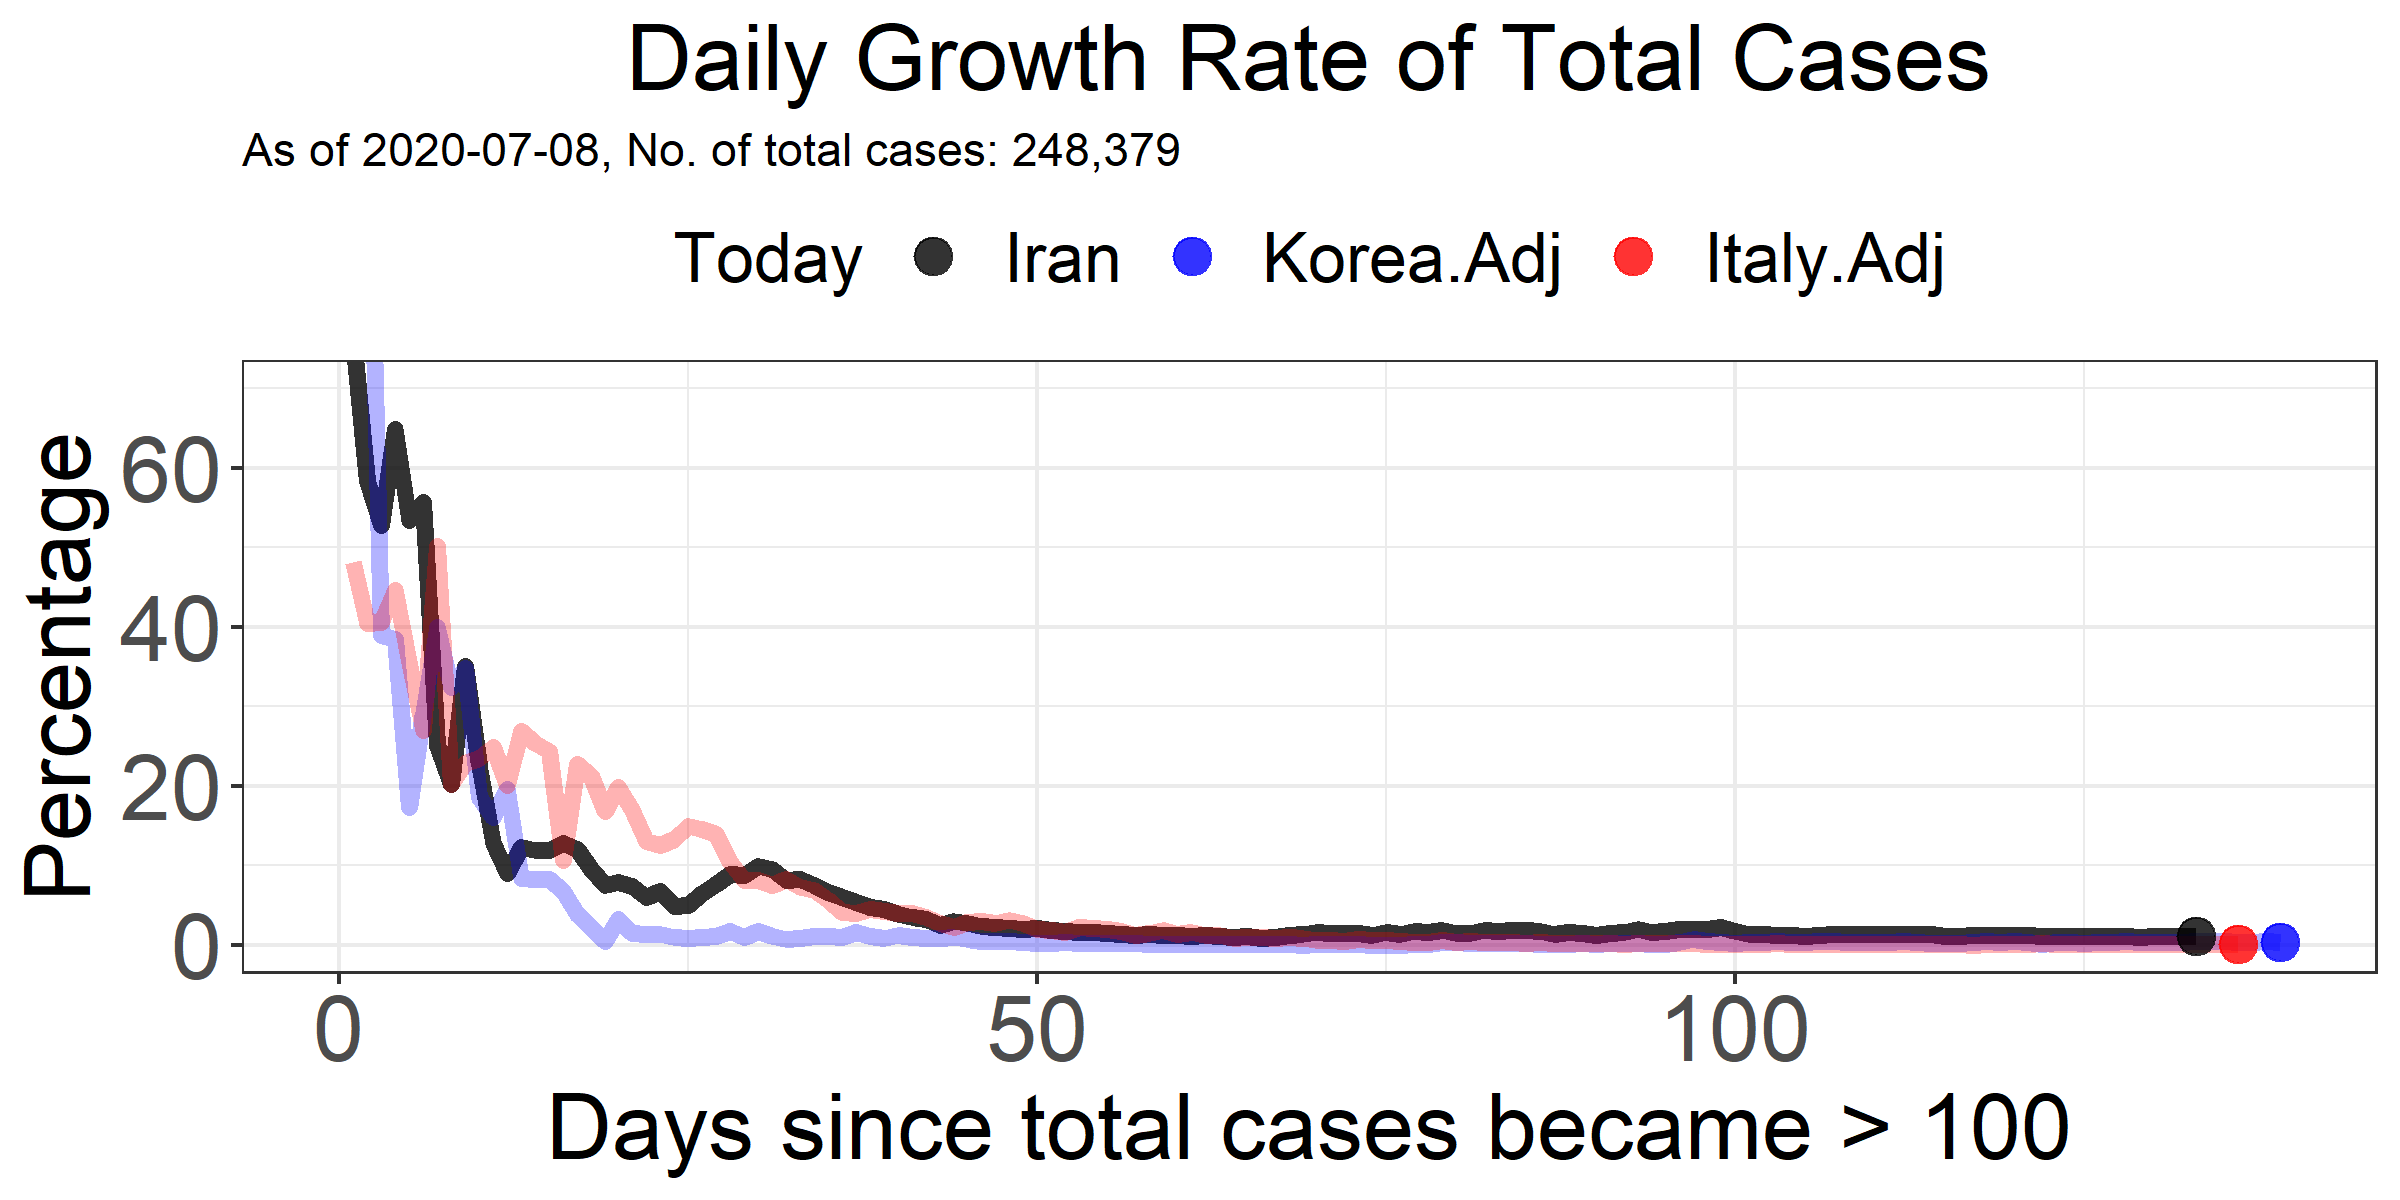 Daily Growth Rate of Total Cases
As of 2020-07-08, No. of total cases: 248,379
Today Iran Korea.Adj Italy.Adj
Percentage
60
40
20
0
0 50 100
Days since total cases became > 100